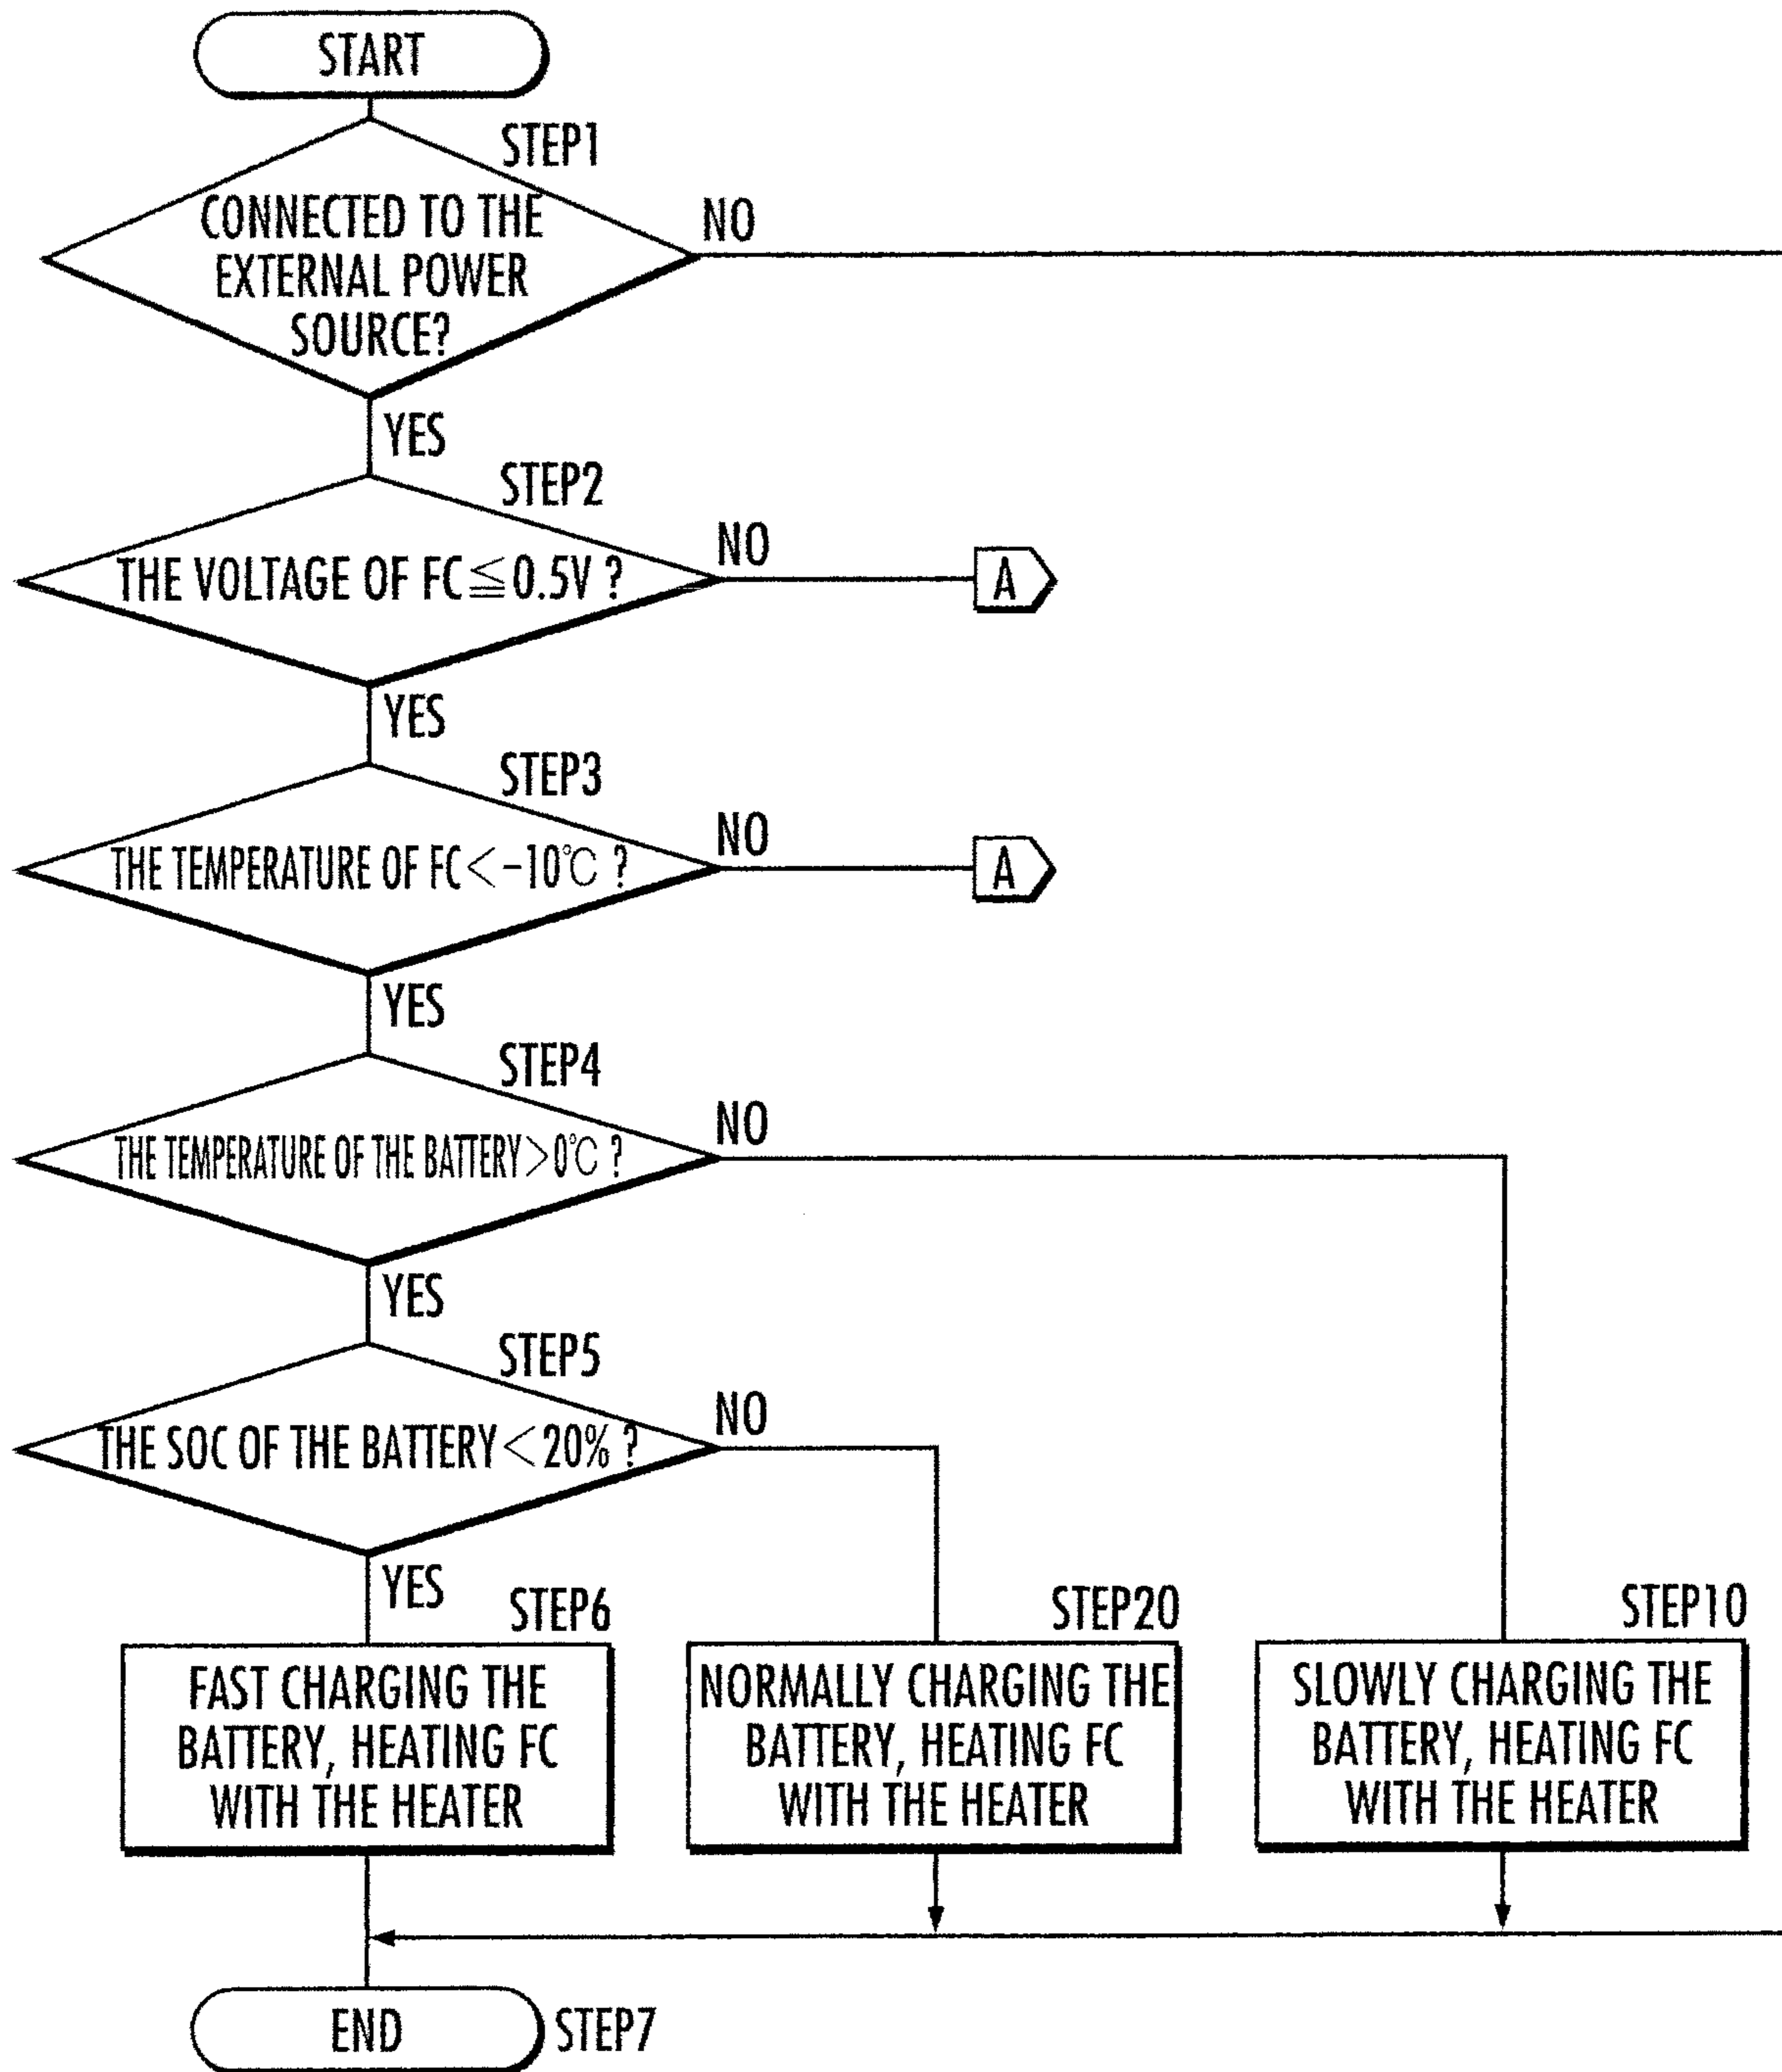 START
STEP1
CONNECTED TO THE
EXTERNAL POWER
SOURCE?
NO
YES
STEP2
THE VOLTAGE OF FC≦0.5V ?
NO
A
YES
STEP3
THE TEMPERATURE OF FC<-10℃ ?
NO
A
YES
STEP4
THE TEMPERATURE OF THE BATTERY>0℃ ?
NO
YES
STEP5
THE SOC OF THE BATTERY<20% ?
NO
YES
STEP6
FAST CHARGING THE
BATTERY, HEATING FC
WITH THE HEATER
STEP20
NORMALLY CHARGING THE
BATTERY, HEATING FC
WITH THE HEATER
STEP10
SLOWLY CHARGING THE
BATTERY, HEATING FC
WITH THE HEATER
END
STEP7